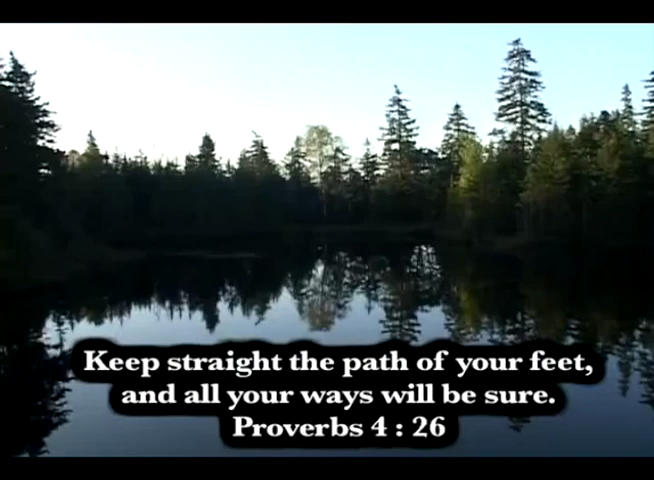 Keep straight the path of your feet,
and all your ways will be sure.
Proverbs 4 : 26